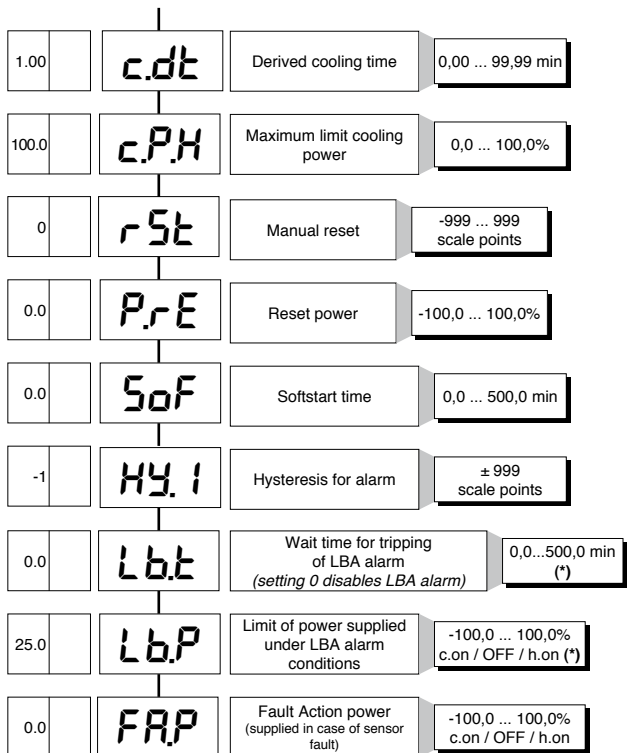 1.00
c.dt
Derived cooling time
0,00 ... 99,99 min
100.0
c.P.H
Maximum limit cooling
power
0,0 ... 100,0%
0
rSt
Manual reset
-999 ... 999
scale points
0.0
P.rE
Reset power
-100,0 ... 100,0%
0.0
SoF
Softstart time
0,0 ... 500,0 min
-1
HY. 1
Hysteresis for alarm
± 999
scale points
0.0
Lb.t
Wait time for tripping
of LBA alarm
(setting 0 disables LBA alarm)
0,0...500,0 min
(*)
25.0
Lb.P
Limit of power supplied
under LBA alarm
conditions
-100,0 ... 100,0%
c.on / OFF / h.on (*)
0.0
FA.P
Fault Action power
(supplied in case of sensor
fault)
-100,0 ... 100,0%
c.on / OFF / h.on